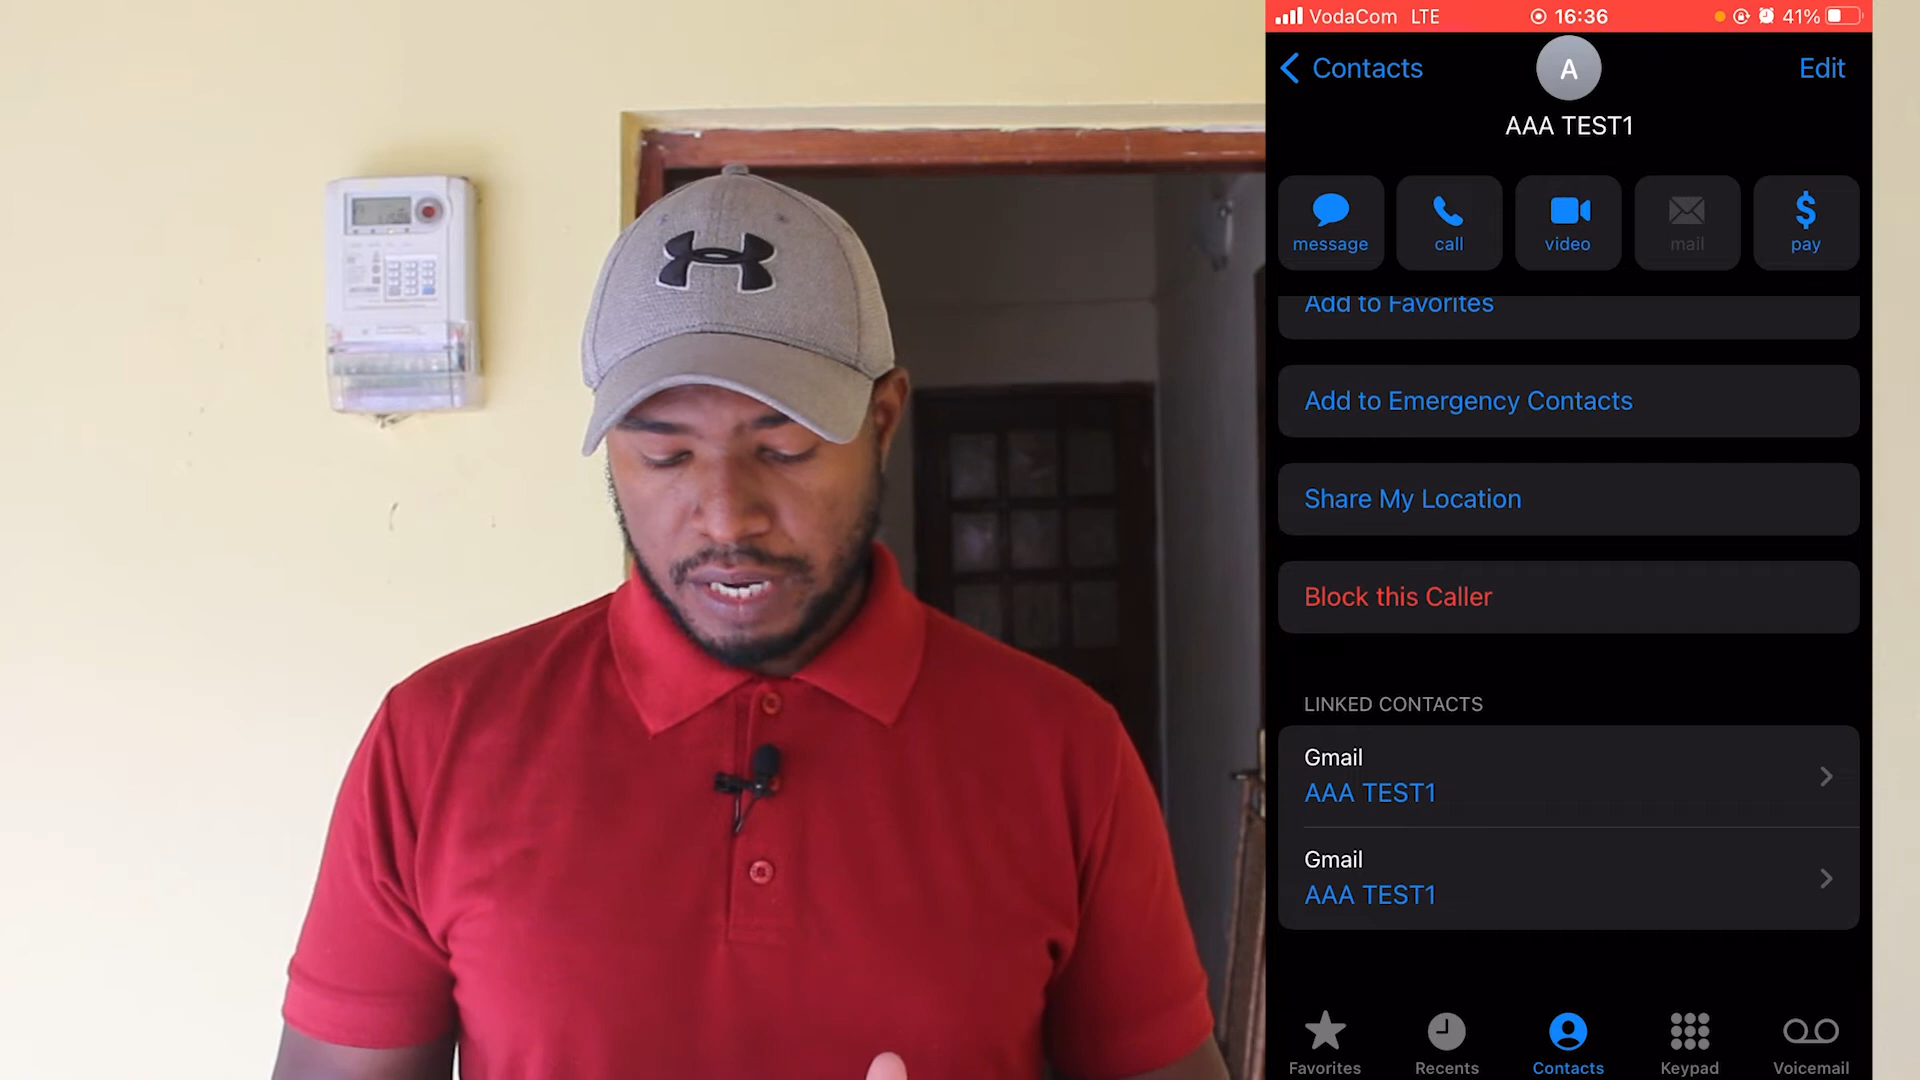 VodaCom LTE 16:36 41%
Contacts A Edit
AAA TEST1
message call video mail $ pay
Add to Favorites
Add to Emergency Contacts
Share My Location
Block this Caller
LINKED CONTACTS
Gmail
AAA TEST1
Gmail
AAA TEST1
Favorites Recents Contacts Keypad Voicemail